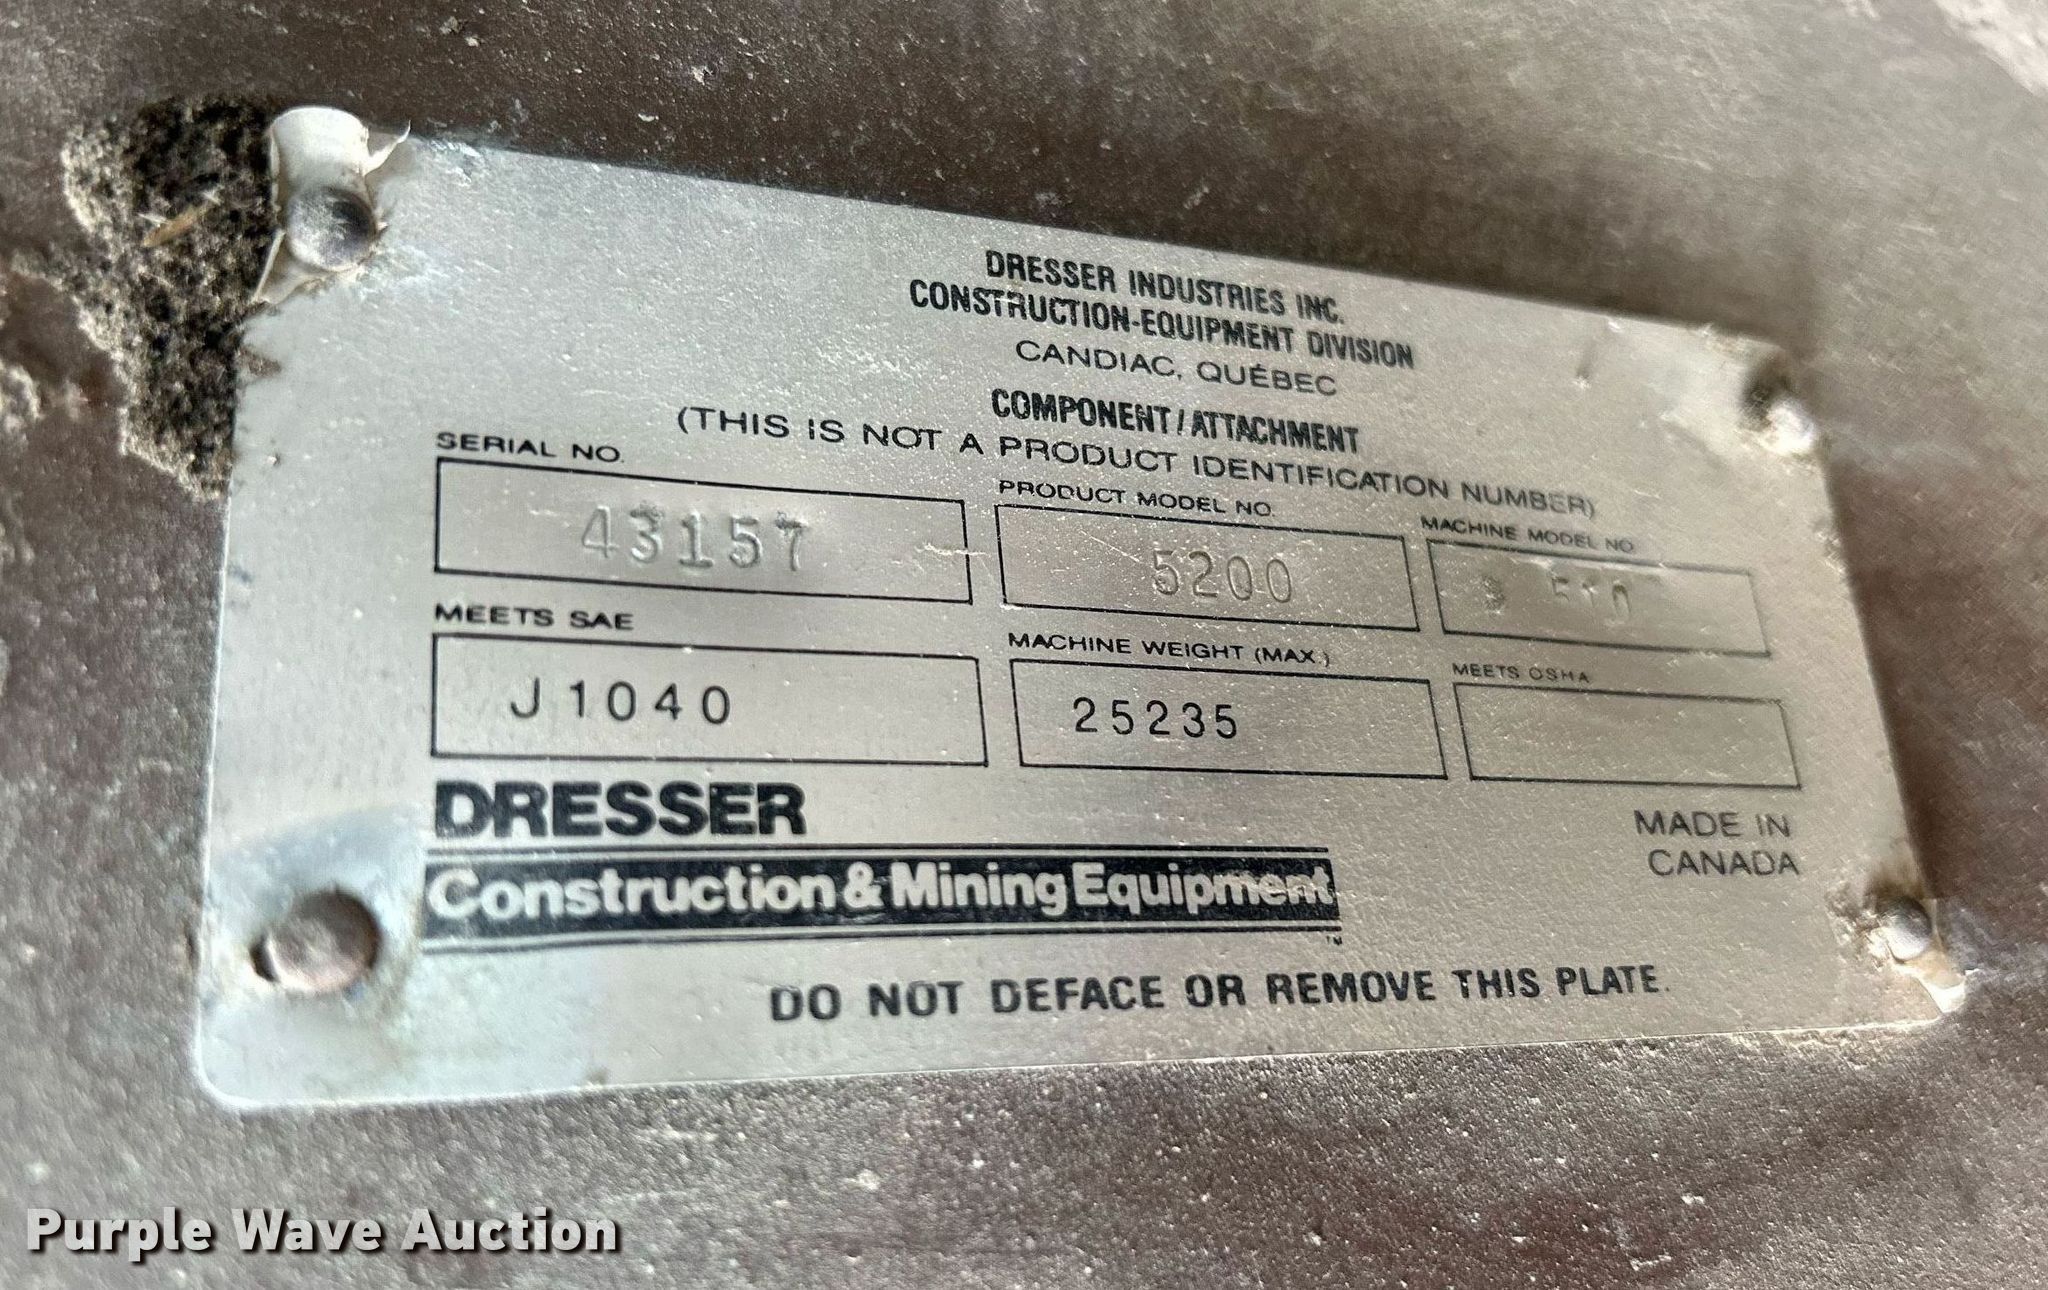 DRESSER INDUSTRIES INC.
CONSTRUCTION-EQUIPMENT DIVISION
CANDIAC, QUÉBEC
COMPONENT/ATTACHMENT
(THIS IS NOT A PRODUCT IDENTIFICATION NUMBER)
SERIAL NO. PRODUCT MODEL NO. MACHINE MODEL NO.
43157 5200 510
MEETS SAE MACHINE WEIGHT (MAX.) MEETS OSHA
J1040 25235
DRESSER
Construction & Mining Equipment
TM
MADE IN
CANADA
DO NOT DEFACE OR REMOVE THIS PLATE.
Purple Wave Auction